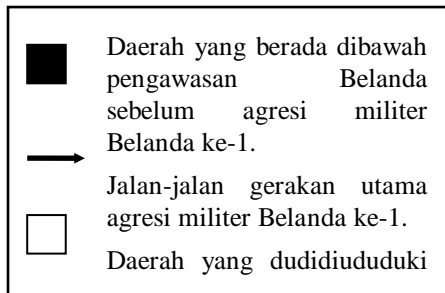 Daerah yang berada dibawah
pengawasan Belanda
sebelum agresi militer
Belanda ke-1.
Jalan-jalan gerakan utama
agresi militer Belanda ke-1.
Daerah yang dudidiududuki